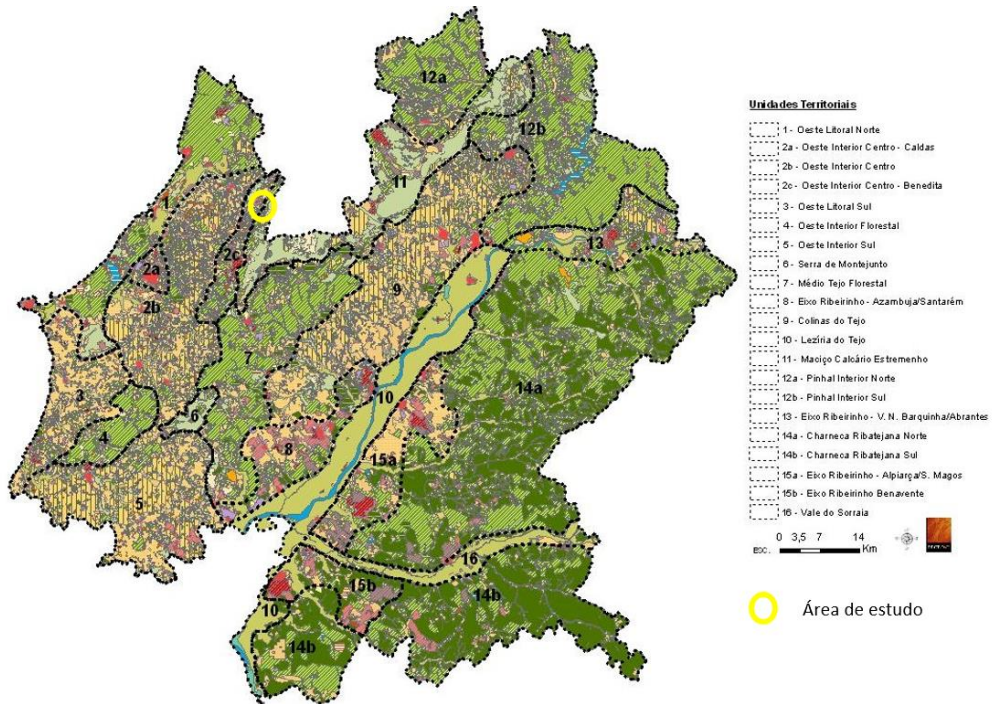 12a
12b
11
1
2a
2c
2b
13
9
3
7
14a
10
6
4
8
15a
5
16
15b
14b
10
14b
Unidades Territoriais
1 - Oeste Litoral Norte
2a - Oeste Interior Centro - Caldas
2b - Oeste Interior Centro
2c - Oeste Interior Centro - Benedita
3 - Oeste Litoral Sul
4 - Oeste Interior Florestal
5 - Oeste Interior Sul
6 - Serra de Montejunto
7 - Médio Tejo Florestal
8 - Eixo Ribeirinho - Azambuja/Santarém
9 - Colinas do Tejo
10 - Lezíria do Tejo
11 - Maciço Calcário Estremenho
12a - Pinhal Interior Norte
12b - Pinhal Interior Sul
13 - Eixo Ribeirinho - V. N. Barquinha/Abrantes
14a - Charneca Ribatejana Norte
14b - Charneca Ribatejana Sul
15a - Eixo Ribeirinho - Alpiarça/S. Magos
15b - Eixo Ribeirinho Benavente
16 - Vale do Sorraia
ESC. 0 3,5 7 14
Km
Área de estudo